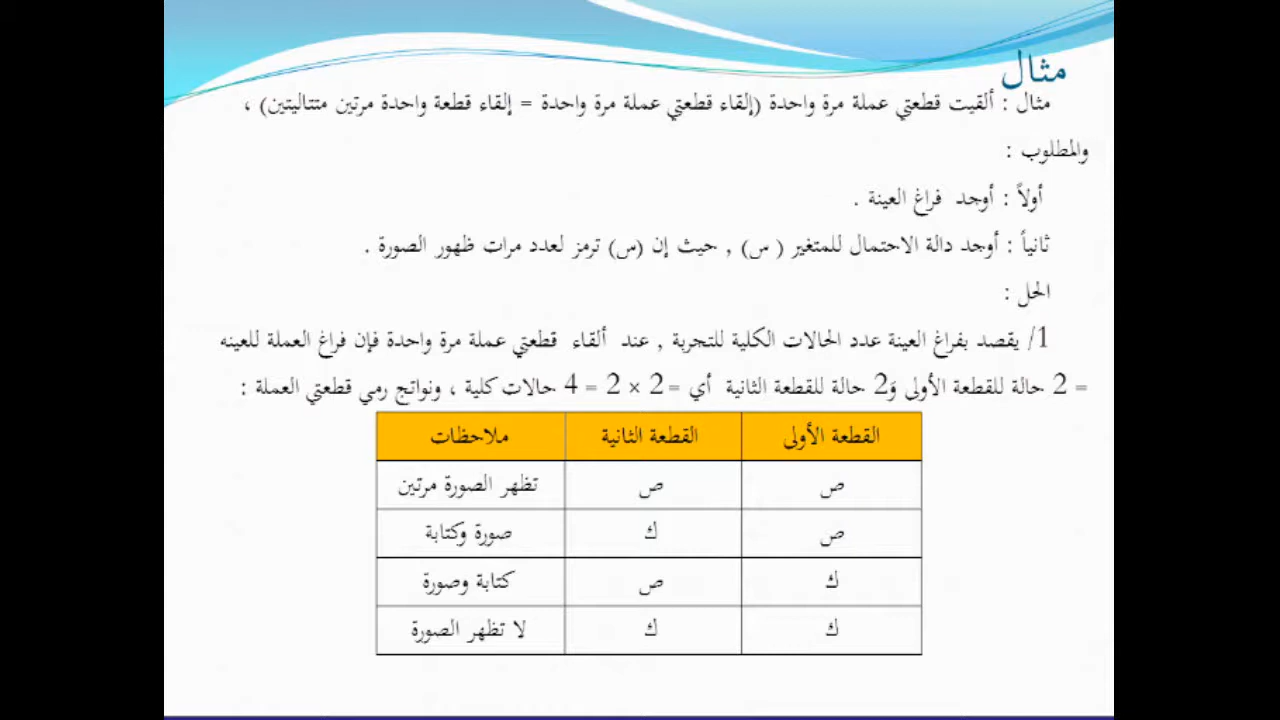 مثال
مثال : ألقيت قطعتي عملة مرة واحدة (إلقاء قطعتي عملة مرة واحدة = إلقاء قطعة واحدة مرتين متتاليتين) ،
والمطلوب :
أولاً : أوجد فراغ العينة .
ثانياً : أوجد دالة الاحتمال للمتغير ( س) , حيث إن (س) ترمز لعدد مرات ظهور الصورة .
الحل :
1/ يقصد بفراغ العينة عدد الحالات الكلية للتجربة , عند ألقاء قطعتي عملة مرة واحدة فإن فراغ العملة للعينه
= 2 حالة للقطعة الأولى وَ2 حالة للقطعة الثانية أي = 2 × 2 = 4 حالات كلية ، ونواتج رمي قطعتي العملة :
القطعة الأولى القطعة الثانية ملاحظات
ص ص تظهر الصورة مرتين
ص ك صورة وكتابة
ك ص كتابة وصورة
ك ك لا تظهر الصورة